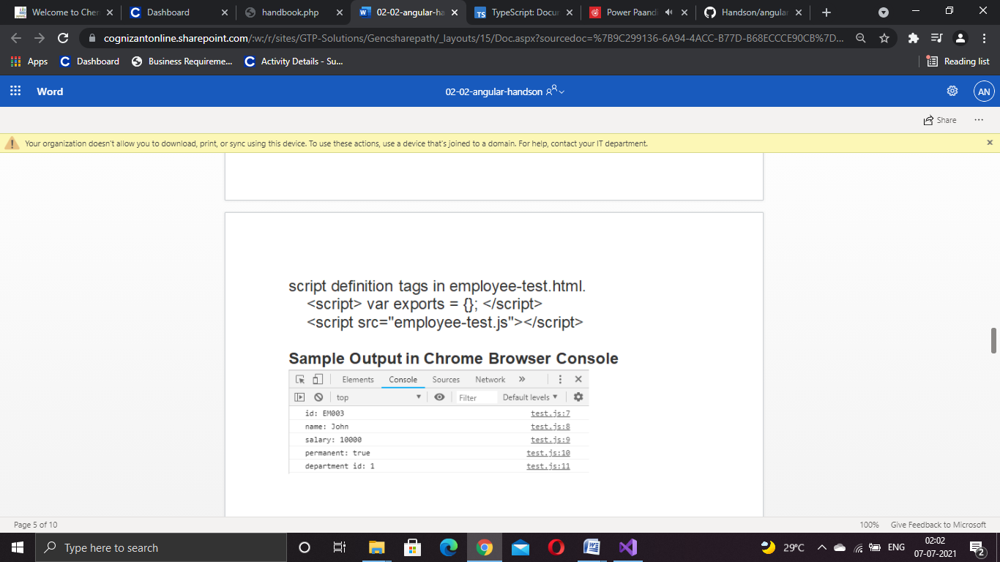 Welcome to Chen
Dashboard
handbook.php
02-02-angular-ha
TypeScript: Docur
Power Paandi
Handson/angular
cognizantonline.sharepoint.com/:w:/r/sites/GTP-Solutions/Gencsharepath/_layouts/15/Doc.aspx?sourcedoc=%7B9C299136-6A94-4ACC-B77D-B68ECCCE90CB%7D...
Apps
Dashboard
Business Requireme...
Activity Details - Su...
Reading list
Word
02-02-angular-handson
AN
Share
Your organization doesn't allow you to download, print, or sync using this device. To use these actions, use a device that's joined to a domain. For help, contact your IT department.
script definition tags in employee-test.html.
<script> var exports = {}; </script>
<script src="employee-test.js"></script>
Sample Output in Chrome Browser Console
Elements Console Sources Network »
top Filter Default levels
id: EM003 test.js:7
name: John test.js:8
salary: 10000 test.js:9
permanent: true test.js:10
department id: 1 test.js:11
Page 5 of 10
100% Give Feedback to Microsoft
Type here to search
29°C
ENG
02:02
07-07-2021
2